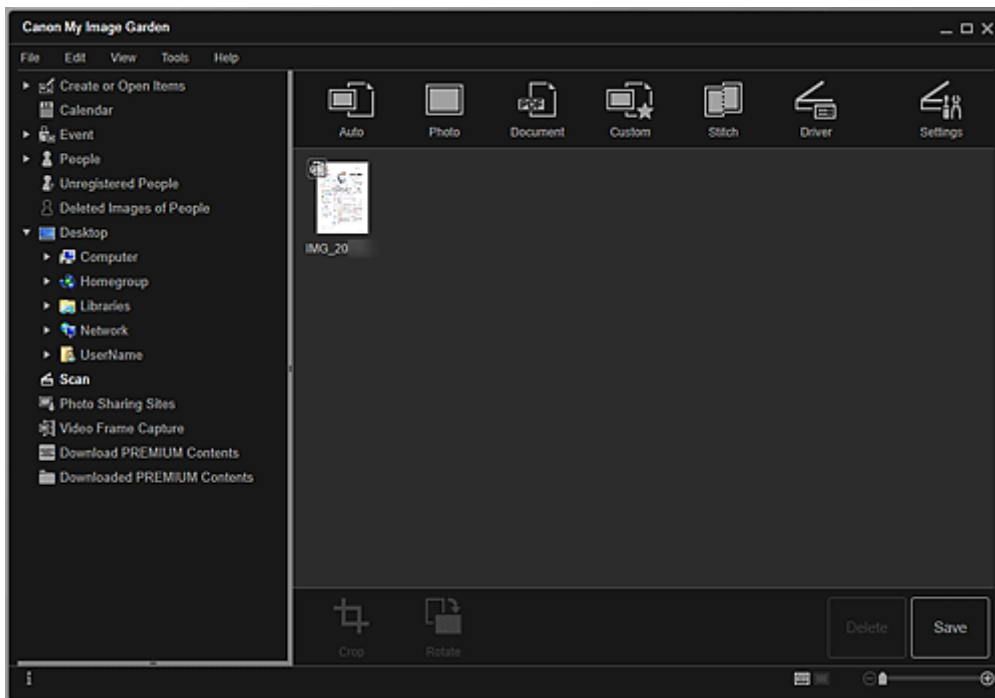 Canon My Image Garden
File Edit View Tools Help
Create or Open Items
Calendar
Event
People
Unregistered People
Deleted Images of People
Desktop
Computer
Homegroup
Libraries
Network
UserName
Scan
Photo Sharing Sites
Video Frame Capture
Download PREMIUM Contents
Downloaded PREMIUM Contents
Auto Photo Document Custom Stitch Driver Settings
PDF
IMG_20
Crop Rotate Delete Save